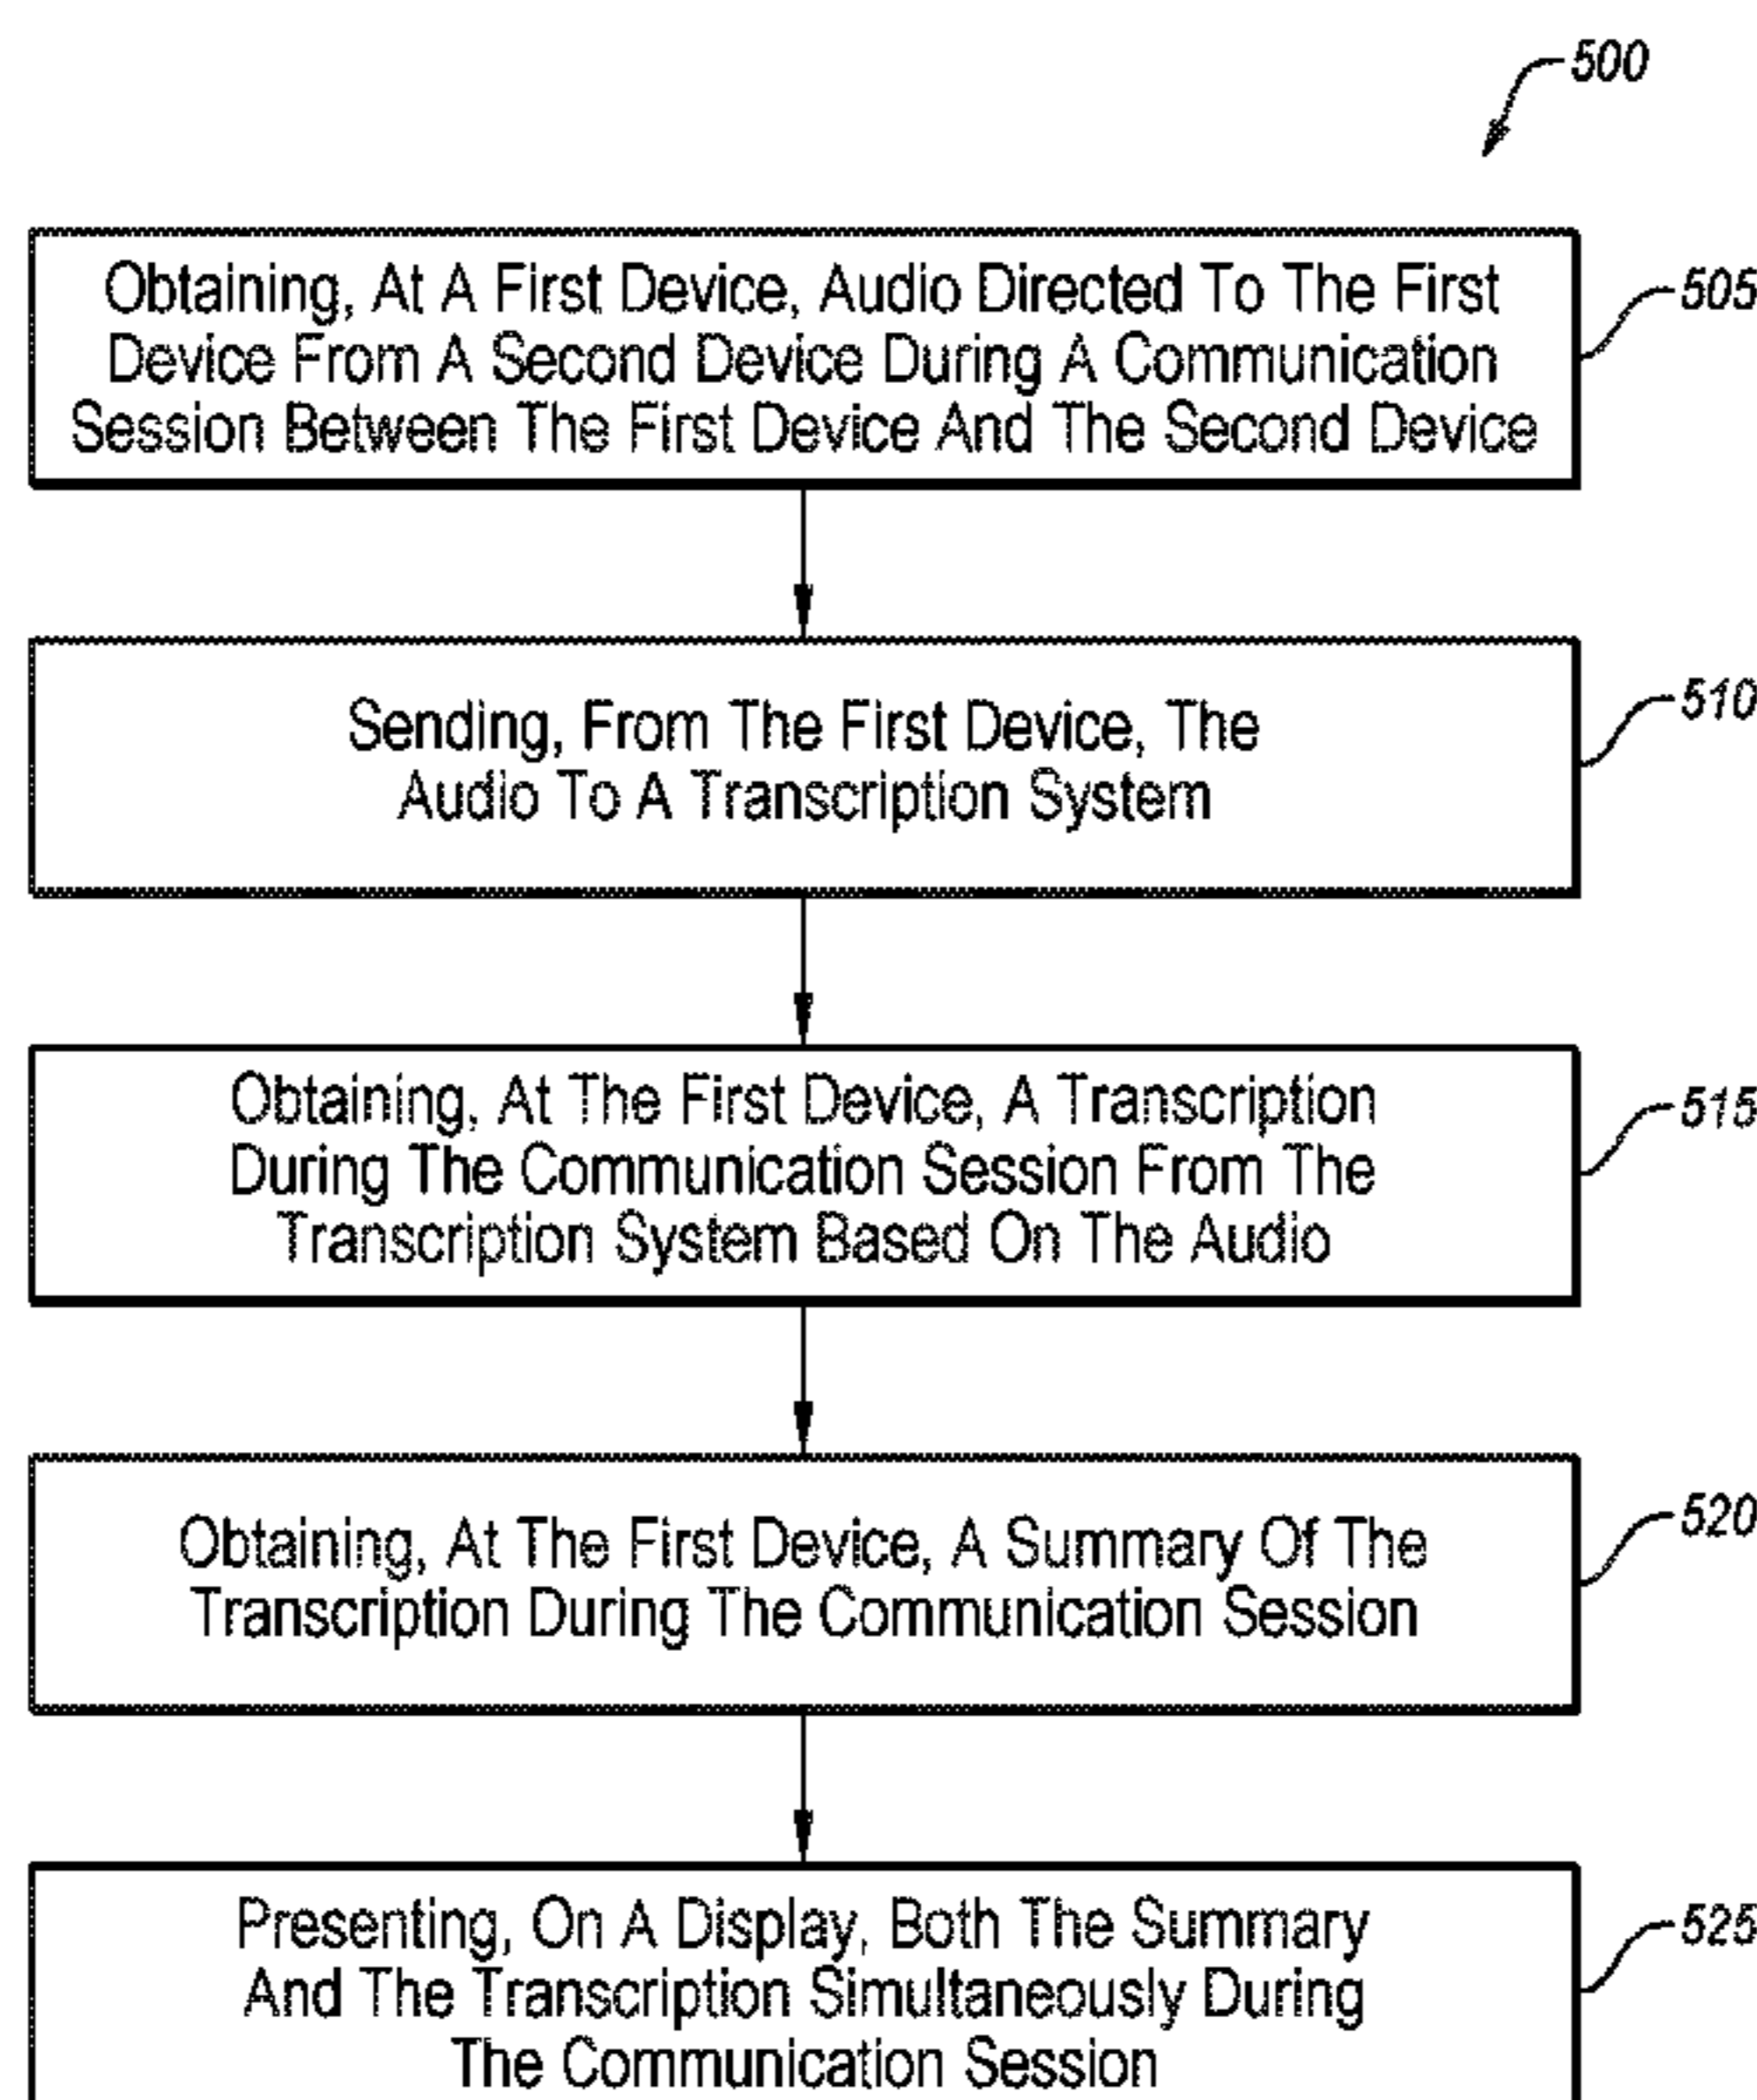 500
Obtaining, At A First Device, Audio Directed To The First
Device From A Second Device During A Communication
Session Between The First Device And The Second Device
505
Sending, From The First Device, The
Audio To A Transcription System
510
Obtaining, At The First Device, A Transcription
During The Communication Session From The
Transcription System Based On The Audio
515
Obtaining, At The First Device, A Summary Of The
Transcription During The Communication Session
520
Presenting, On A Display, Both The Summary
And The Transcription Simultaneously During
The Communication Session
525